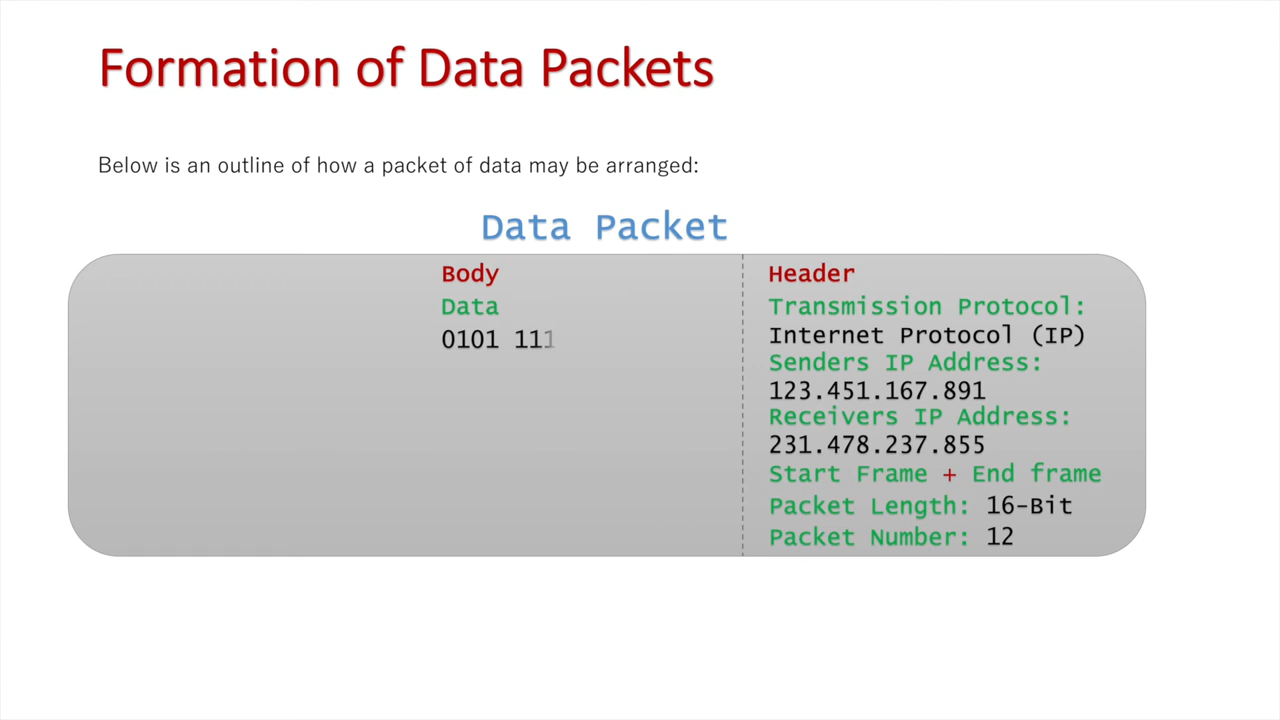 Formation of Data Packets
Below is an outline of how a packet of data may be arranged:
Data Packet
Body
Data
0101 111
Header
Transmission Protocol:
Internet Protocol (IP)
Senders IP Address:
123.451.167.891
Receivers IP Address:
231.478.237.855
Start Frame + End frame
Packet Length: 16-Bit
Packet Number: 12